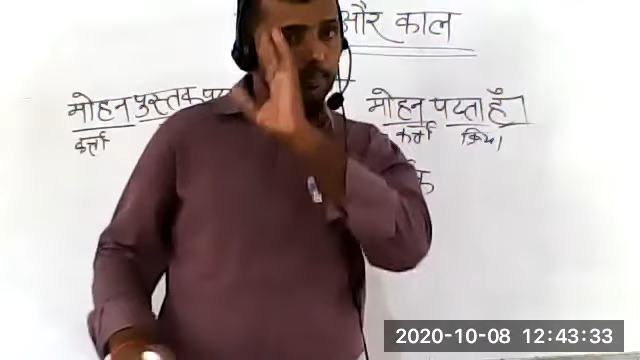 और काल
मोहन पुस्तक मोहन पढ्ता है।
कर्त्ता कर्त्ता क्रिया
2020-10-08 12:43:33